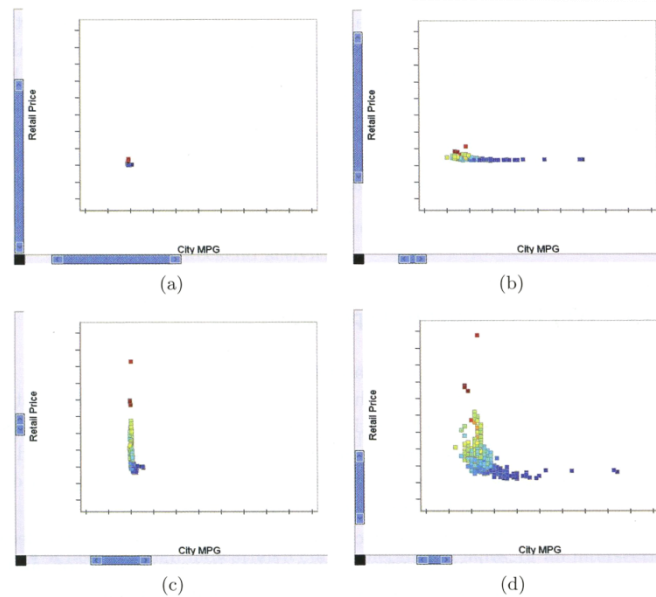 Retail Price
City MPG
(a)
Retail Price
City MPG
(b)
Retail Price
City MPG
(c)
Retail Price
City MPG
(d)